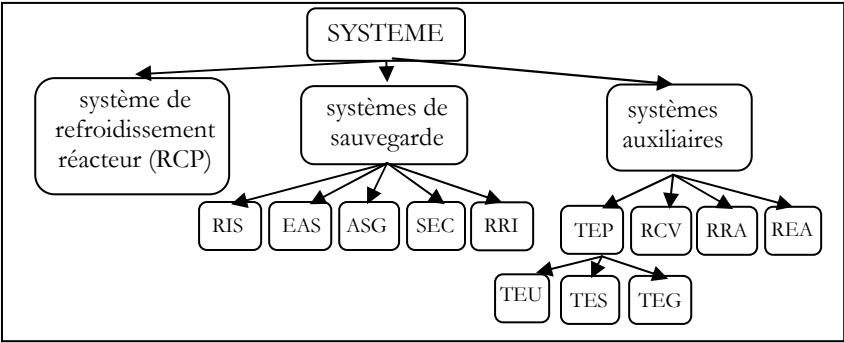 SYSTEME
système de
refroidissement
réacteur (RCP)
systèmes de
sauvegarde
systèmes
auxiliaires
RIS
EAS
ASG
SEC
RRI
TEP
RCV
RRA
REA
TEU
TES
TEG